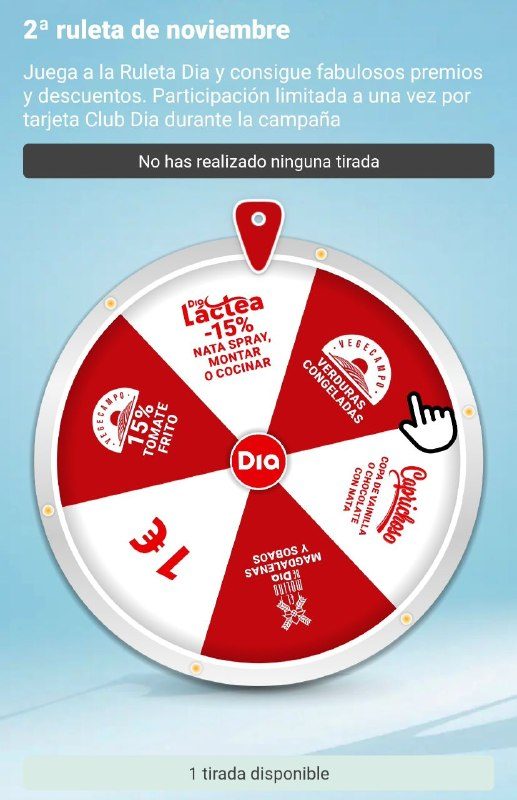 2ª ruleta de noviembre
Juega a la Ruleta Dia y consigue fabulosos premios
y descuentos. Participación limitada a una vez por
tarjeta Club Dia durante la campaña
No has realizado ninguna tirada
Dia
Láctea
-15%
NATA SPRAY,
MONTAR
O COCINAR
VEGECAMPO
VERDURAS
CONGELADAS
VEGECAMPO
15%
TOMATE
FRITO
Dia
Caprichoso
COPA DE VAINILLA
O CHOCOLATE
CON NATA
1€
EL
MOLINO
DE Dia
MAGDALENAS
Y SOBAOS
1 tirada disponible